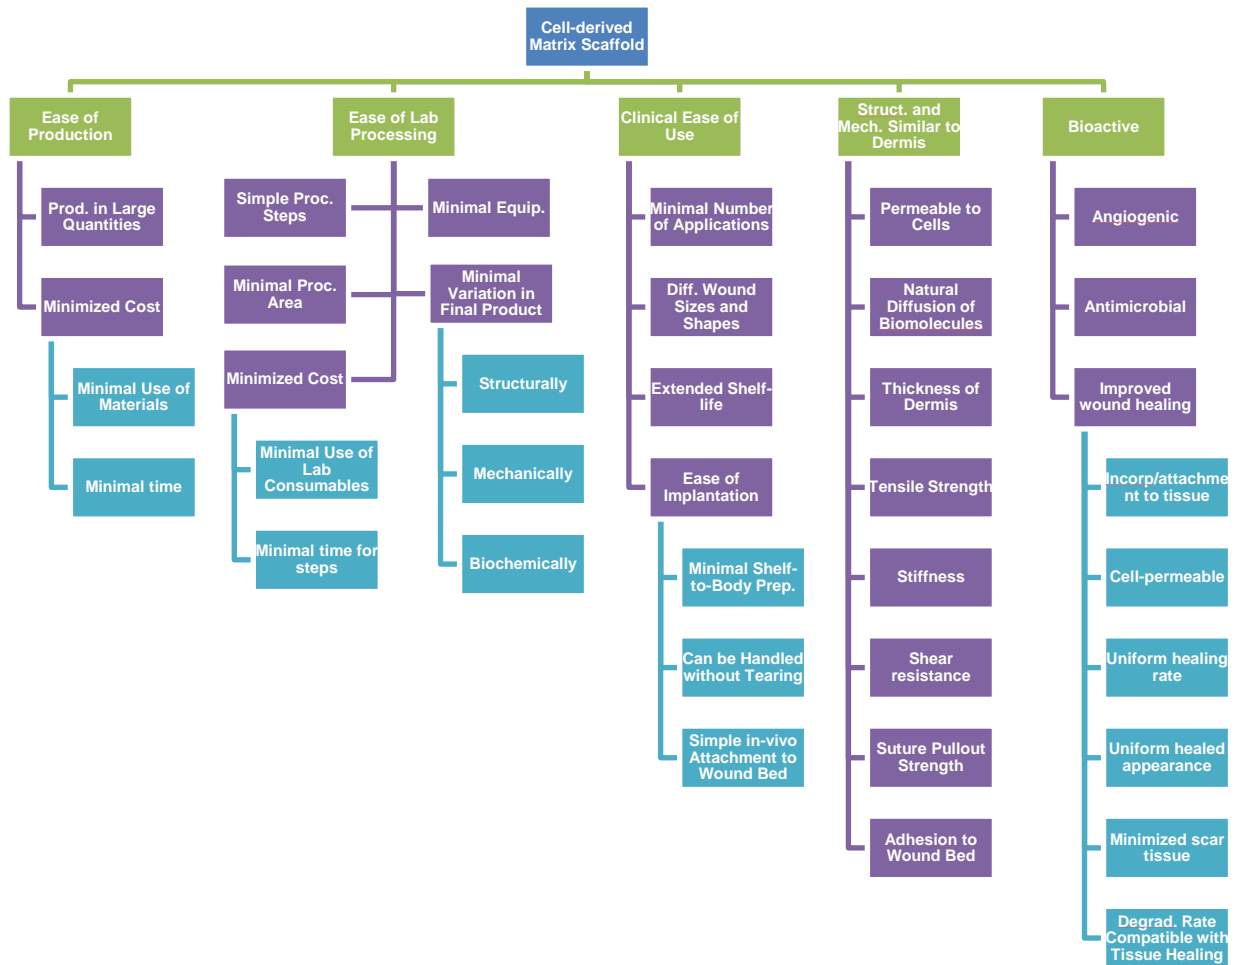 Cell-derived
Matrix Scaffold
Ease of
Production
Prod. in Large
Quantities
Minimized Cost
Minimal Use of
Materials
Minimal time
Ease of Lab
Processing
Simple Proc.
Steps
Minimal Equip.
Minimal Proc.
Area
Minimal
Variation in
Final Product
Minimized Cost
Structurally
Mechanically
Biochemically
Minimal Use of
Lab
Consumables
Minimal time for
steps
Clinical Ease of
Use
Minimal Number
of Applications
Diff. Wound
Sizes and
Shapes
Extended Shelf-
life
Ease of
Implantation
Minimal Shelf-
to-Body Prep.
Can be Handled
without Tearing
Simple in-vivo
Attachment to
Wound Bed
Struct. and
Mech. Similar to
Dermis
Permeable to
Cells
Natural
Diffusion of
Biomolecules
Thickness of
Dermis
Tensile Strength
Stiffness
Shear
resistance
Suture Pullout
Strength
Adhesion to
Wound Bed
Bioactive
Angiogenic
Antimicrobial
Improved
wound healing
Incorp/attachme
nt to tissue
Cell-permeable
Uniform healing
rate
Uniform healed
appearance
Minimized scar
tissue
Degrad. Rate
Compatible with
Tissue Healing